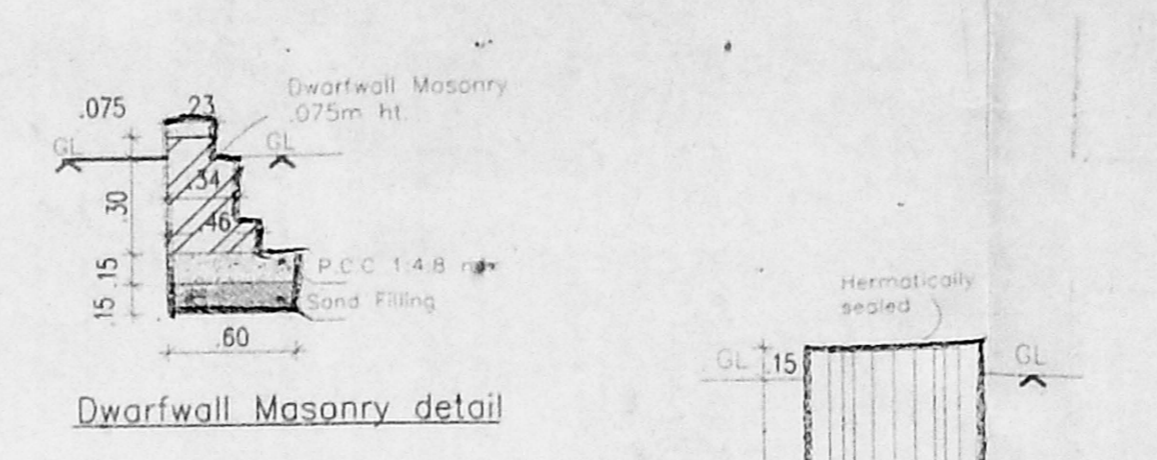 Dwarfwall Masonry
.075m ht.
.075
.23
GL
GL
.34
.30
.46
.15
P.C.C 1:4:8
.15
Sand Filling
.60
Dwarfwall Masonry detail
Hermatically
sealed
GL
.15
GL